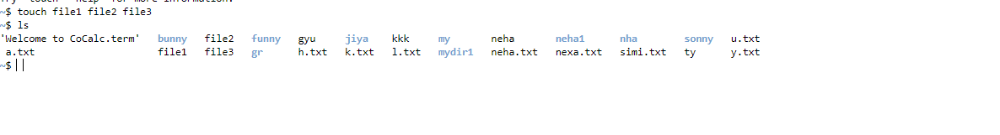 Try 'touch --help' for more information.
~$ touch file1 file2 file3
~$ ls
'Welcome to CoCalc.term' bunny file2 funny gyu jiya kkk my neha neha1 nha sonny u.txt
a.txt file1 file3 gr h.txt k.txt l.txt mydir1 neha.txt nexa.txt simi.txt ty y.txt
~$